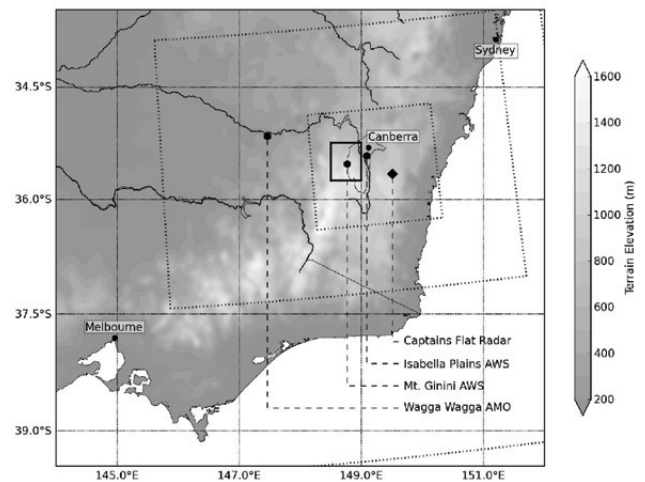 Sydney
34.5°S
Canberra
36.0°S
37.5°S
Melbourne
Captains Flat Radar
Isabella Plains AWS
Mt. Ginini AWS
Wagga Wagga AMO
39.0°S
145.0°E 147.0°E 149.0°E 151.0°E
1600
1400
1200
1000
800
600
400
200
Terrain Elevation (m)